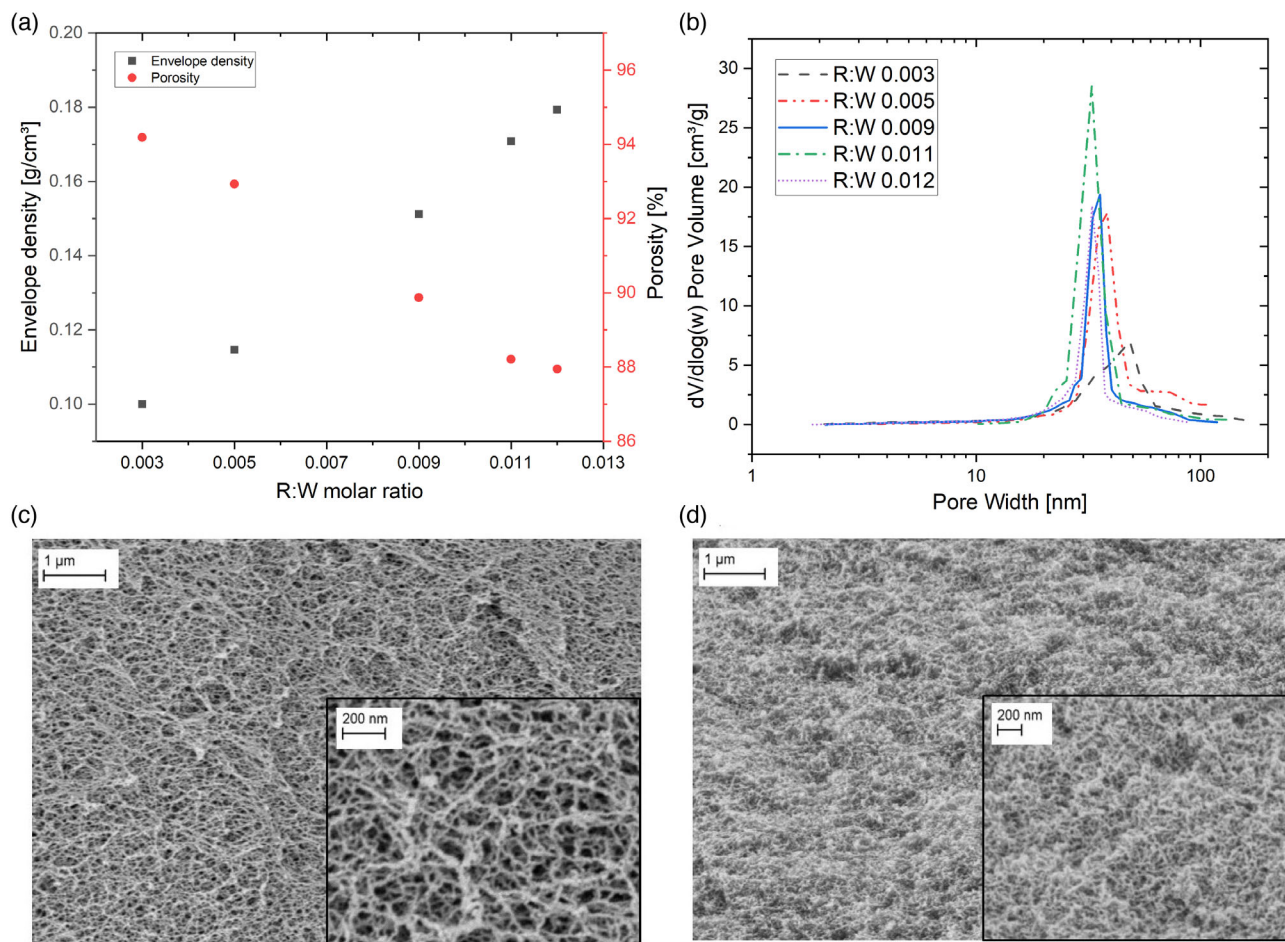 (a)
0.20
0.18
0.16
0.14
0.12
0.10
Envelope density [g/cm³]
Envelope density
Porosity
96
94
92
90
88
86
Porosity [%]
0.003 0.005 0.007 0.009 0.011 0.013
R:W molar ratio
(b)
30
25
20
15
10
5
0
dV/dlog(w) Pore Volume [cm³/g]
R:W 0.003
R:W 0.005
R:W 0.009
R:W 0.011
R:W 0.012
1 10 100
Pore Width [nm]
(c)
1 µm
200 nm
(d)
1 µm
200 nm